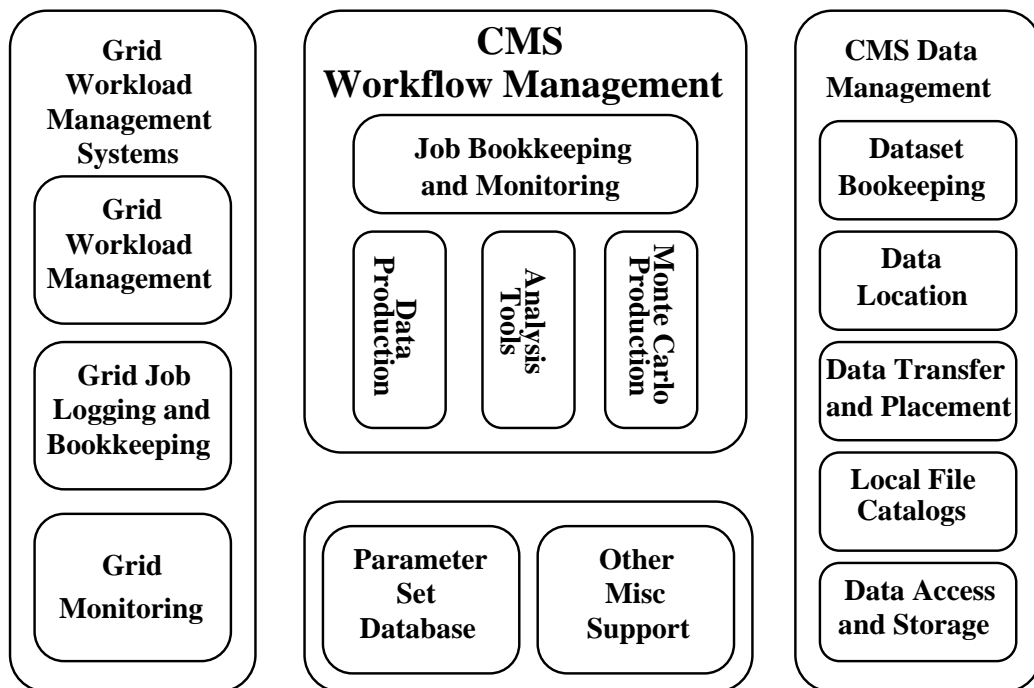 Grid
Workload
Management
Systems
Grid
Workload
Management
Grid Job
Logging and
Bookkeeping
Grid
Monitoring
CMS
Workflow Management
Job Bookkeeping
and Monitoring
Data
Production
Analysis
Tools
Monte Carlo
Production
Parameter
Set
Database
Other
Misc
Support
CMS Data
Management
Dataset
Bookeeping
Data
Location
Data Transfer
and Placement
Local File
Catalogs
Data Access
and Storage